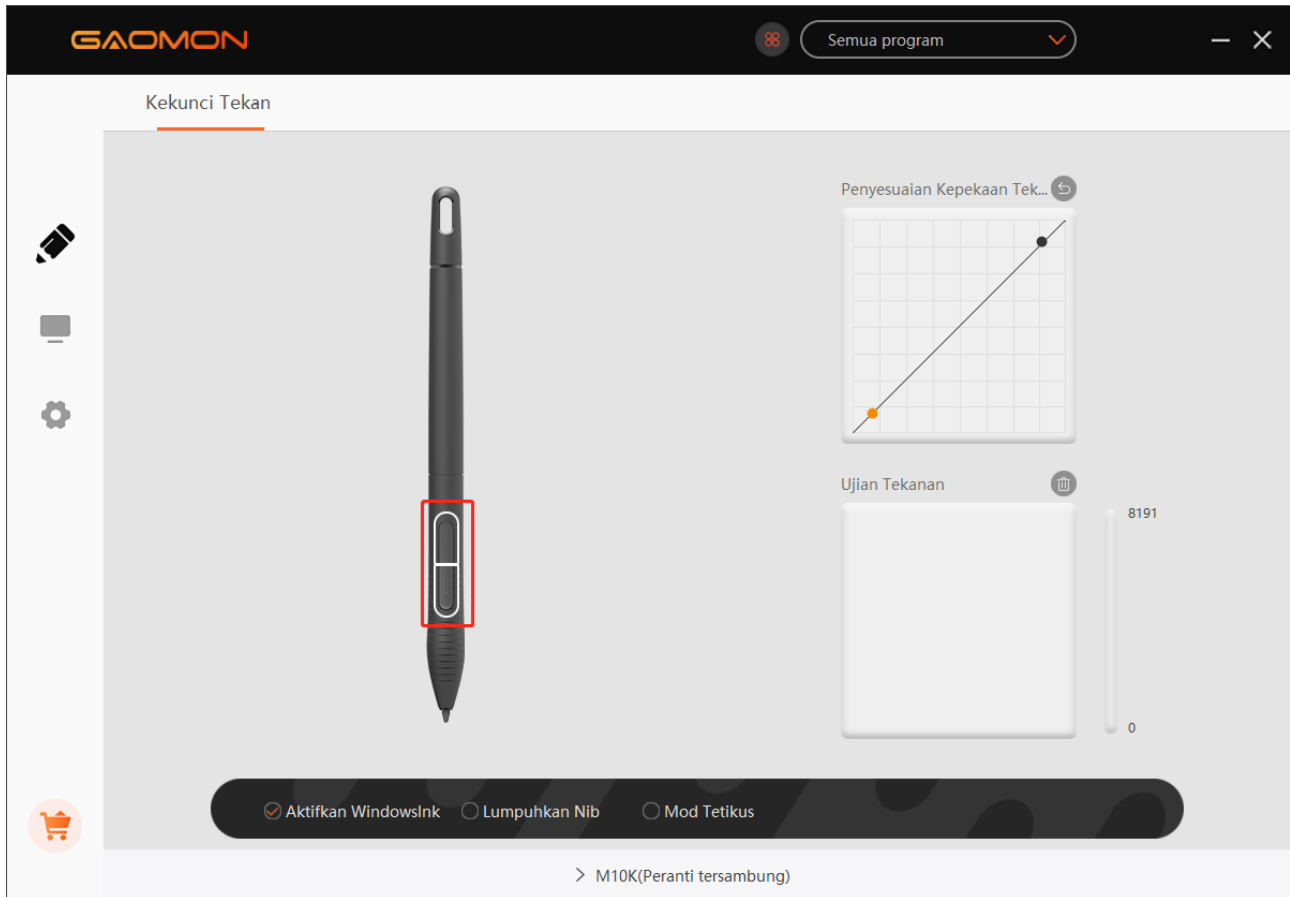 GAOMON
Semua program
Kekunci Tekan
Penyesuaian Kepekaan Tek...
Ujian Tekanan
8191
0
Aktifkan WindowsInk
Lumpuhkan Nib
Mod Tetikus
M10K(Peranti tersambung)